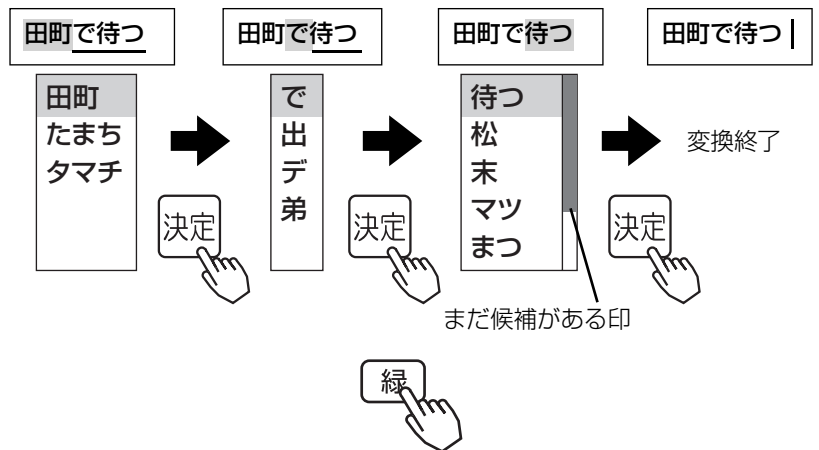 田町で待つ
田町で待つ
田町で待つ
田町で待つ
田町
たまち
タマチ
で
出
デ
弟
待つ
松
末
マツ
まつ
決定
決定
決定
変換終了
まだ候補がある印
緑